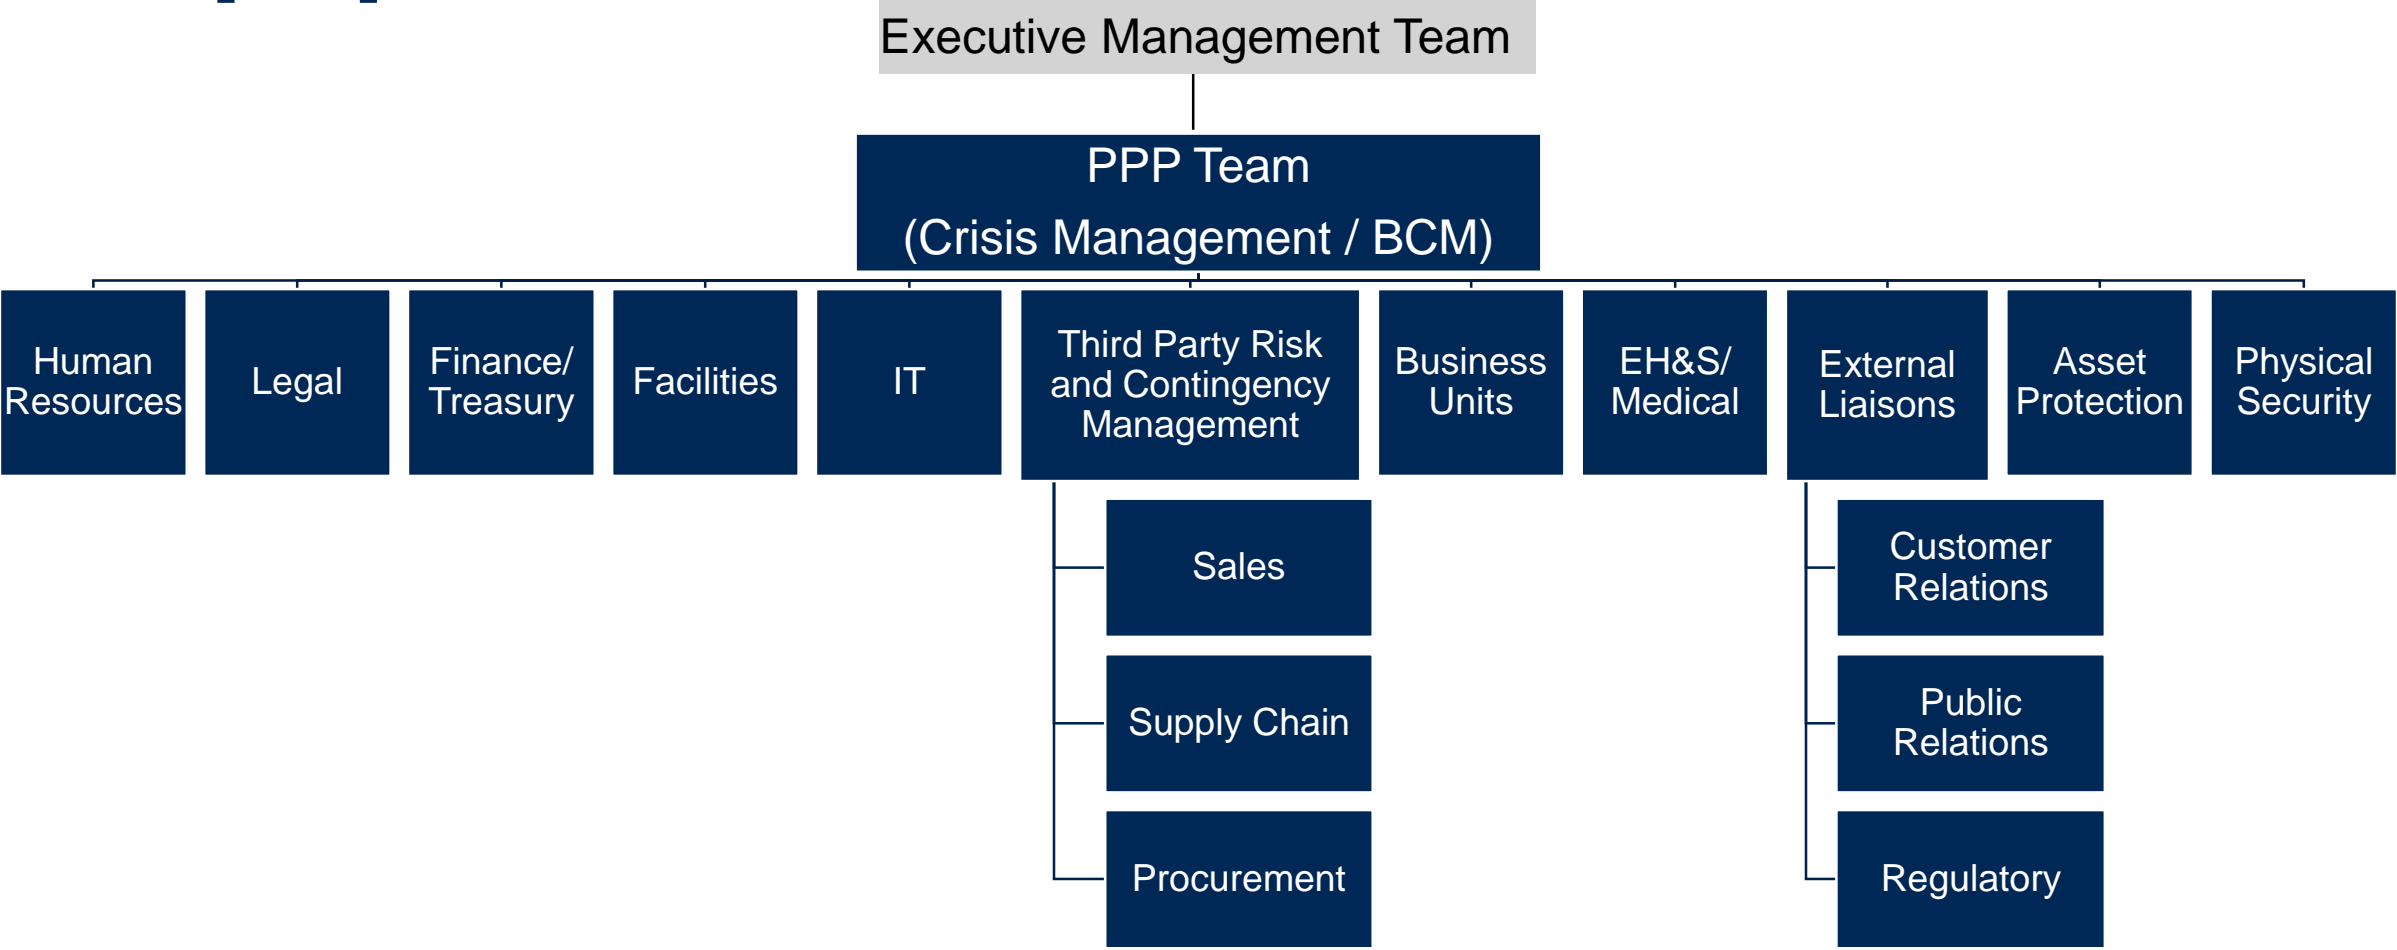 Executive Management Team
PPP Team
(Crisis Management / BCM)
Human
Resources
Legal
Finance/
Treasury
Facilities
IT
Third Party Risk
and Contingency
Management
Business
Units
EH&S/
Medical
External
Liaisons
Asset
Protection
Physical
Security
Sales
Supply Chain
Procurement
Customer
Relations
Public
Relations
Regulatory